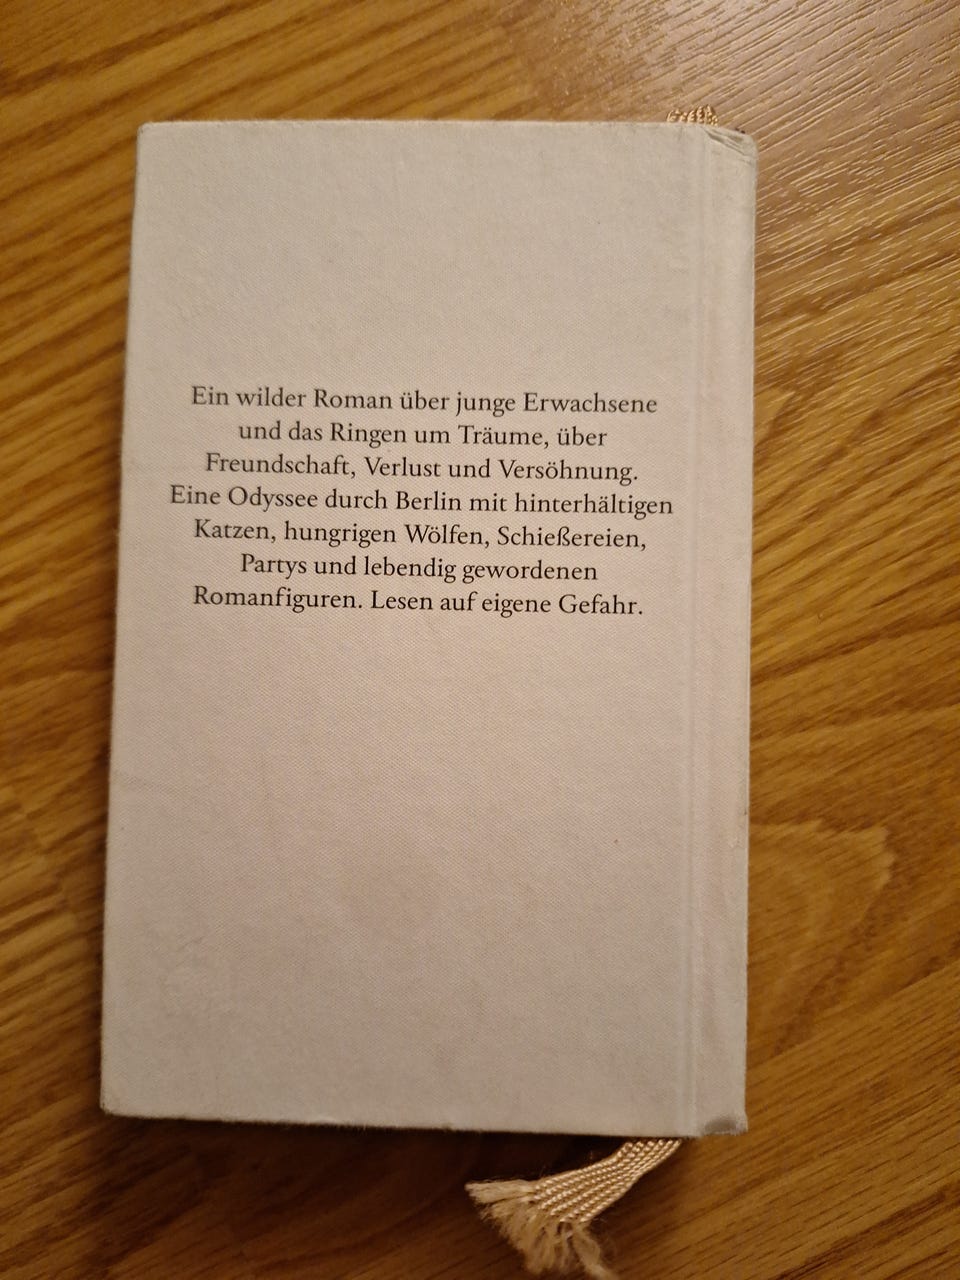 Ein wilder Roman über junge Erwachsene
und das Ringen um Träume, über
Freundschaft, Verlust und Versöhnung.
Eine Odyssee durch Berlin mit hinterhältigen
Katzen, hungrigen Wölfen, Schießereien,
Partys und lebendig gewordenen
Romanfiguren. Lesen auf eigene Gefahr.